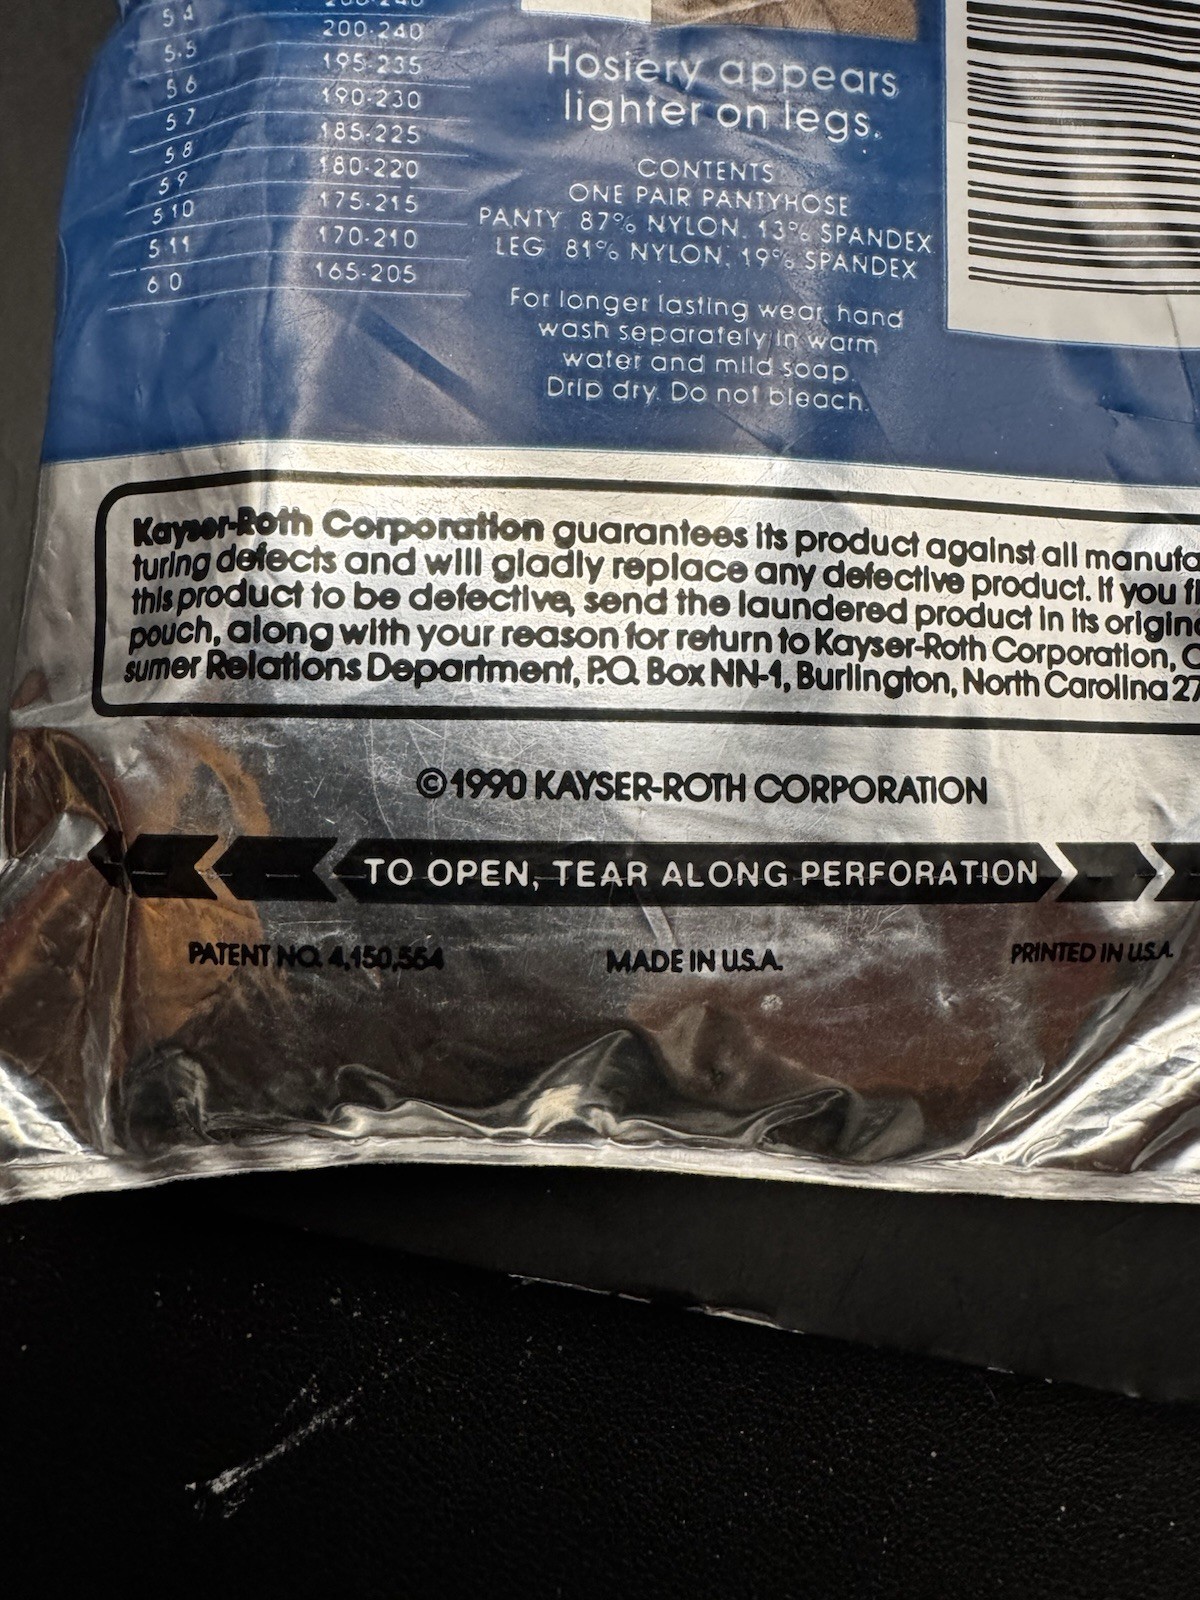 5 4 200-240
5.5 195-235
5 6 190-230
5 7 185-225
5 8 180-220
5 9 175-215
5 10 170-210
5 11 165-205
6 0
Hosiery appears
lighter on legs.
CONTENTS
ONE PAIR PANTYHOSE
PANTY 87% NYLON, 13% SPANDEX
LEG 81% NYLON, 19% SPANDEX
For longer lasting wear, hand
wash separately in warm
water and mild soap.
Drip dry. Do not bleach.
Kayser-Roth Corporation guarantees its product against all manufa
turing defects and will gladly replace any defective product. If you fi
this product to be defective, send the laundered product in its origina
pouch, along with your reason for return to Kayser-Roth Corporation, C
sumer Relations Department, P.O. Box NN-1, Burlington, North Carolina 27
©1990 KAYSER-ROTH CORPORATION
TO OPEN, TEAR ALONG PERFORATION
PATENT NO. 4,150,564 MADE IN U.S.A. PRINTED IN U.S.A.